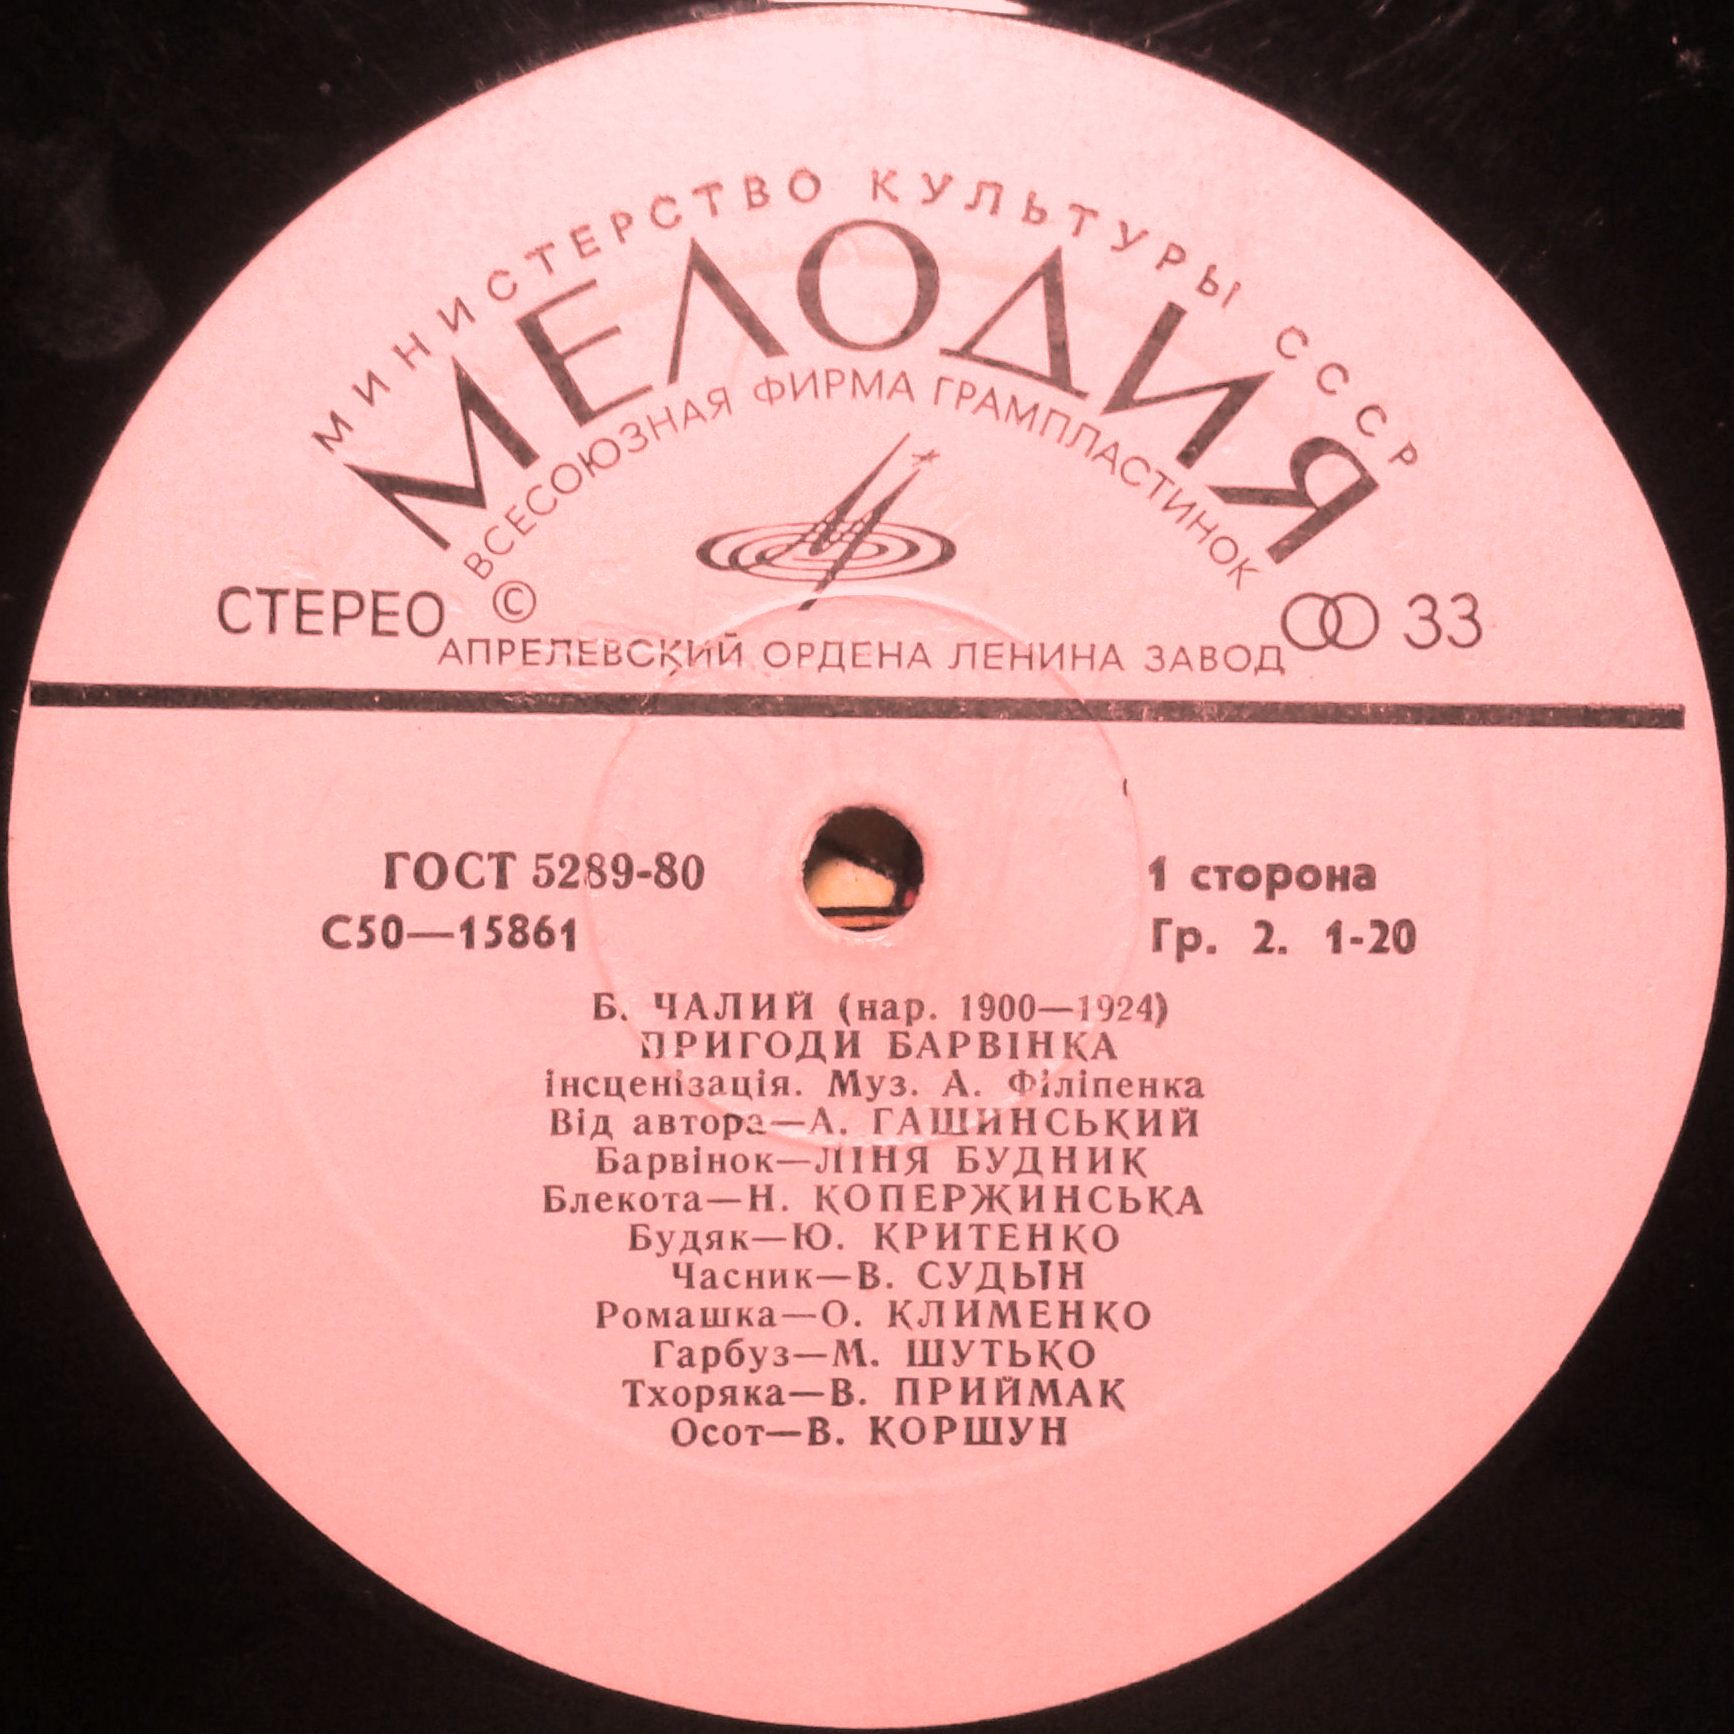 МИНИСТЕРСТВО КУЛЬТУРЫ СССР
МЕЛОДИЯ
ВСЕСОЮЗНАЯ ФИРМА ГРАМПЛАСТИНОК
СТЕРЕО © 33
АПРЕЛЕВСКИЙ ОРДЕНА ЛЕНИНА ЗАВОД
ГОСТ 5289-80 1 сторона
С50—15861 Гр. 2. 1-20
Б. ЧАЛИЙ (нар. 1900—1924)
ПРИГОДИ БАРВІНКА
інсценізація. Муз. А. Філіпенка
Від автора—А. ГАШИНСЬКИЙ
Барвінок—ЛІНЯ БУДНИК
Блекота—Н. КОПЕРЖИНСЬКА
Будяк—Ю. КРИТЕНКО
Часник—В. СУДЬЇН
Ромашка—О. КЛИМЕНКО
Гарбуз—М. ШУТЬКО
Тхоряка—В. ПРИЙМАК
Осот—В. КОРШУН